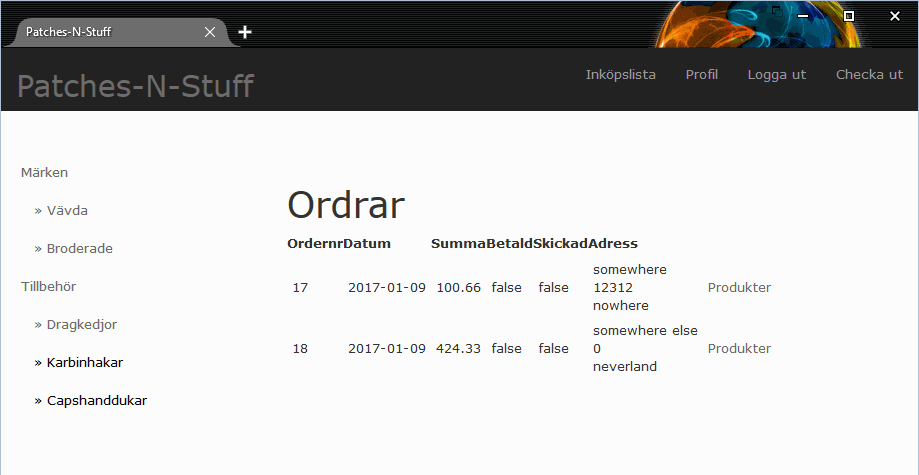 Patches-N-Stuff
Patches-N-Stuff
Inköpslista Profil Logga ut Checka ut
Märken
» Vävda
» Broderade
Tillbehör
» Dragkedjor
» Karbinhakar
» Capshanddukar
Ordrar
Ordernr Datum Summa Betald Skickad Adress
17 2017-01-09 100.66 false false somewhere
12312
nowhere Produkter
18 2017-01-09 424.33 false false somewhere else
0
neverland Produkter